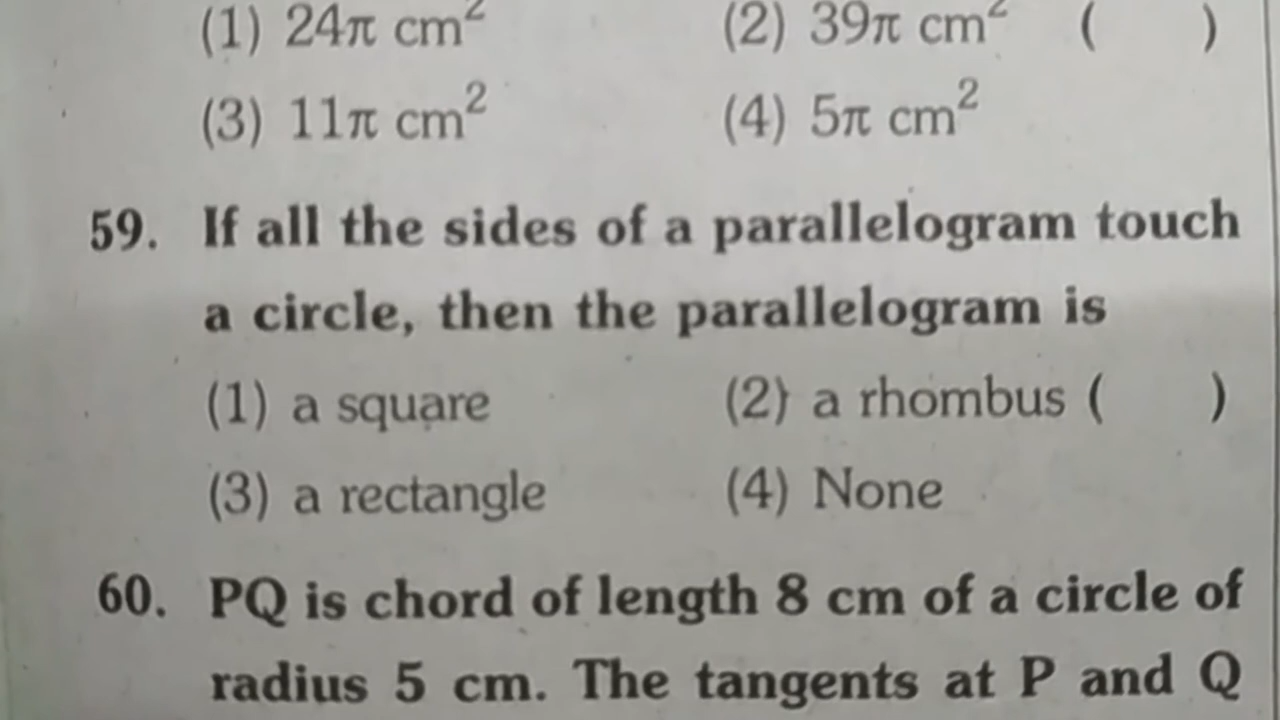 (1) 24π cm² (2) 39π cm² ( )
(3) 11π cm² (4) 5π cm²
59. If all the sides of a parallelogram touch
a circle, then the parallelogram is
(1) a square (2) a rhombus ( )
(3) a rectangle (4) None
60. PQ is chord of length 8 cm of a circle of
radius 5 cm. The tangents at P and Q